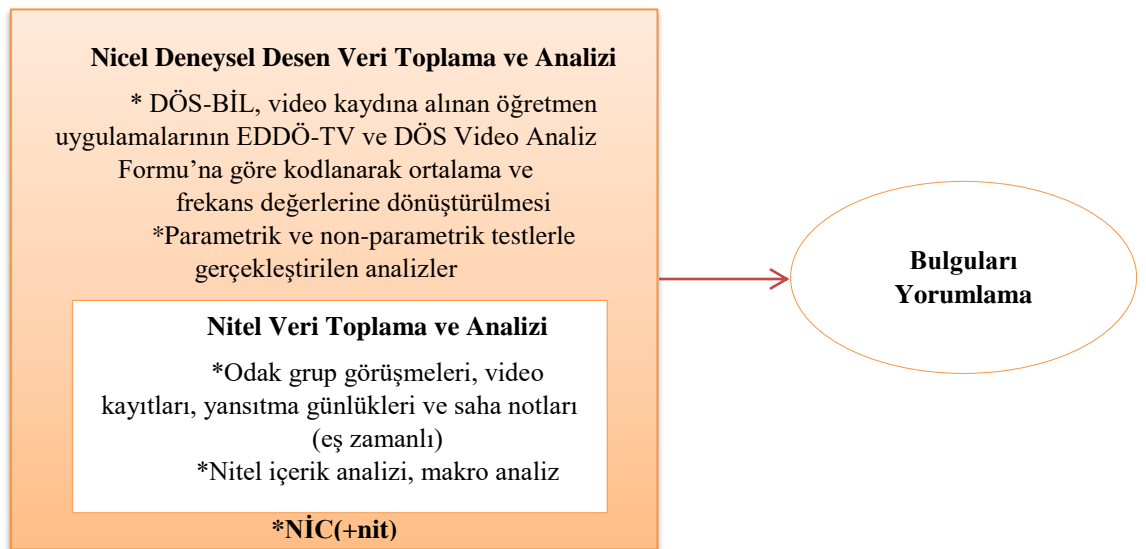 Nicel Deneysel Desen Veri Toplama ve Analizi
* DÖS-BİL, video kaydına alınan öğretmen
uygulamalarının EDDÖ-TV ve DÖS Video Analiz
Formu’na göre kodlanarak ortalama ve
frekans değerlerine dönüştürülmesi
*Parametrik ve non-parametrik testlerle
gerçekleştirilen analizler
Nitel Veri Toplama ve Analizi
*Odak grup görüşmeleri, video
kayıtları, yansıtma günlükleri ve saha notları
(eş zamanlı)
*Nitel içerik analizi, makro analiz
*NİC(+nit)
Bulguları
Yorumlama